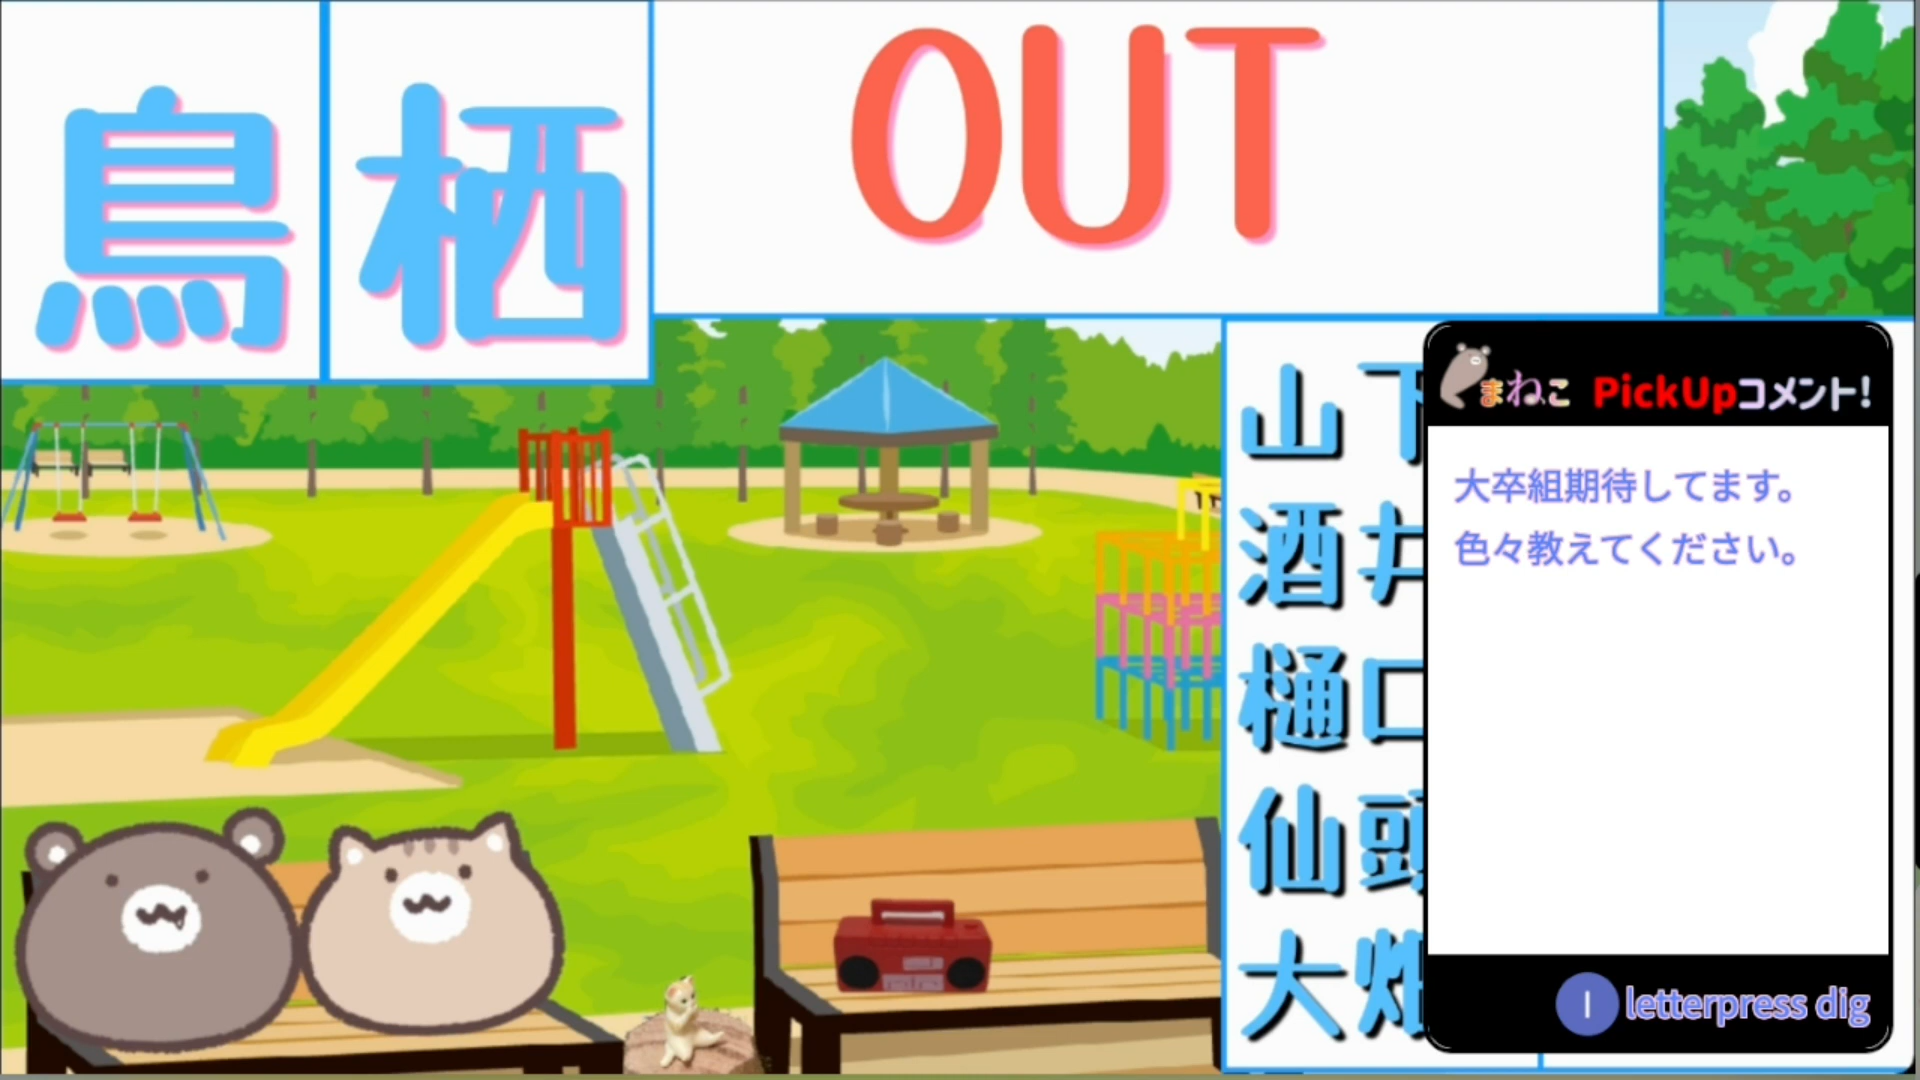 鳥栖
OUT
山下
酒井
樋口
仙頭
大畑
まねこ PickUpコメント!
大卒組期待してます。
色々教えてください。
l letterpress dig